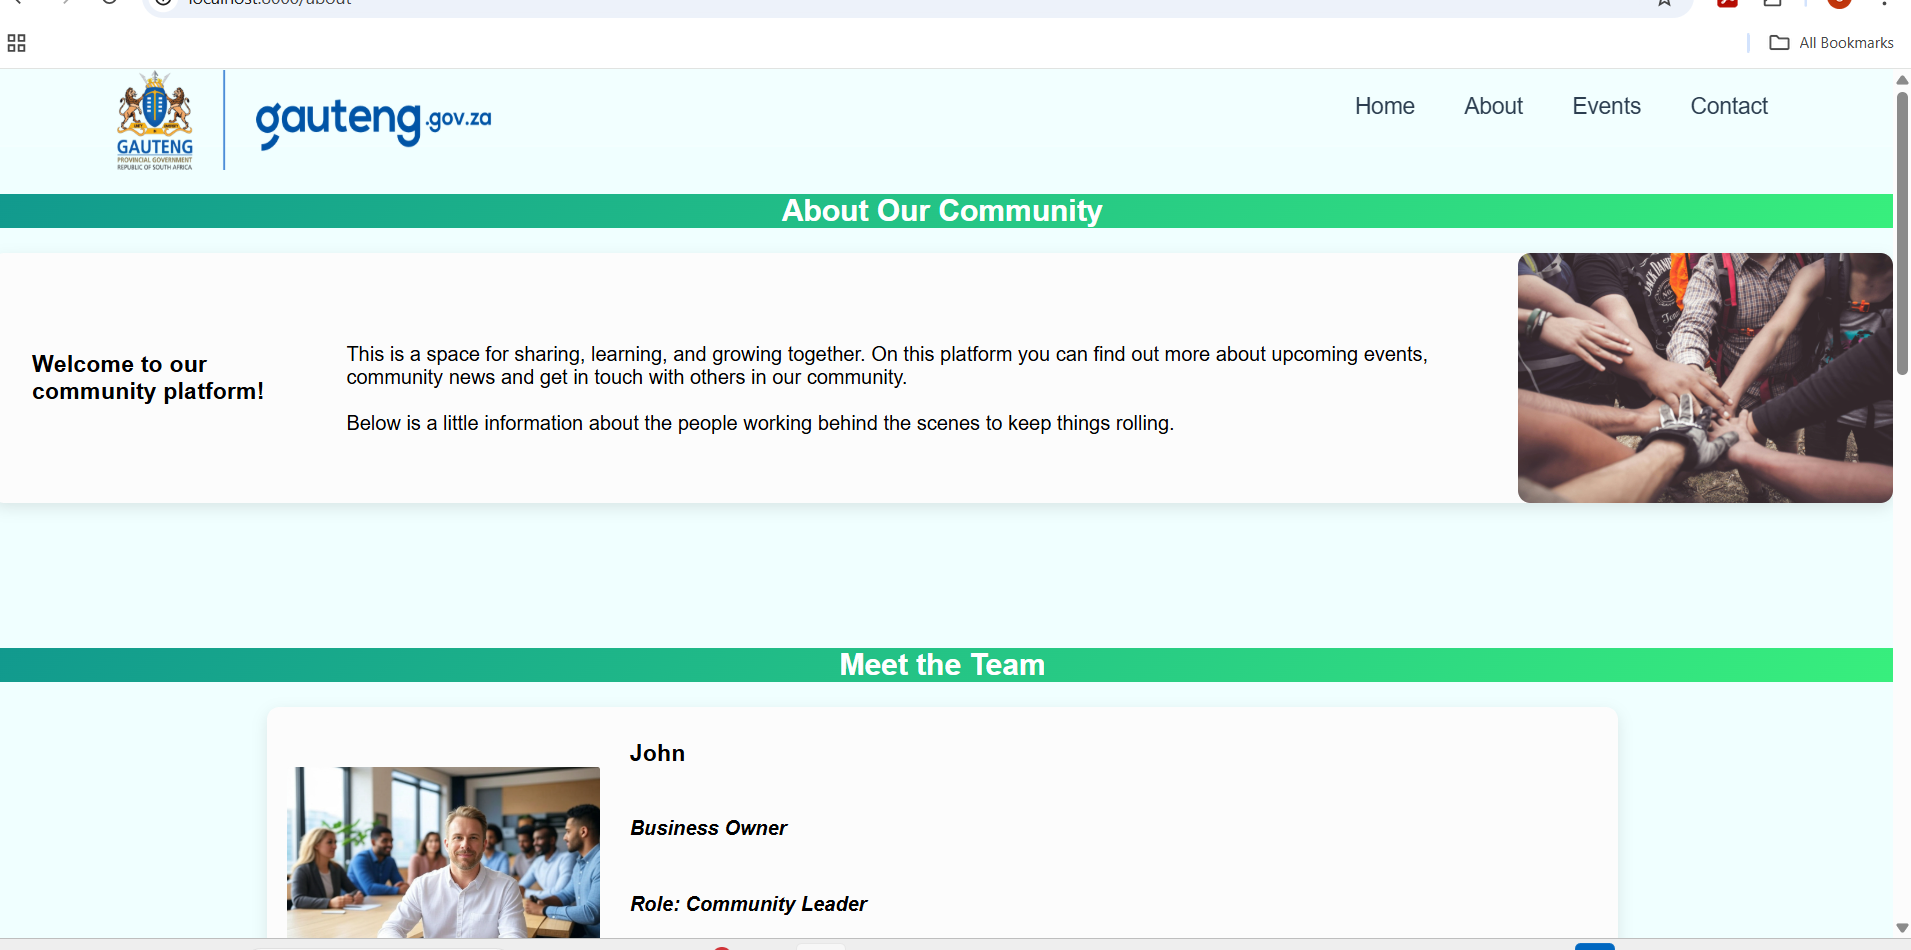 All Bookmarks
GAUTENG
PROVINCIAL GOVERNMENT
REPUBLIC OF SOUTH AFRICA
gauteng.gov.za
Home
About
Events
Contact
About Our Community
Welcome to our
community platform!
This is a space for sharing, learning, and growing together. On this platform you can find out more about upcoming events,
community news and get in touch with others in our community.
Below is a little information about the people working behind the scenes to keep things rolling.
Meet the Team
John
Business Owner
Role: Community Leader